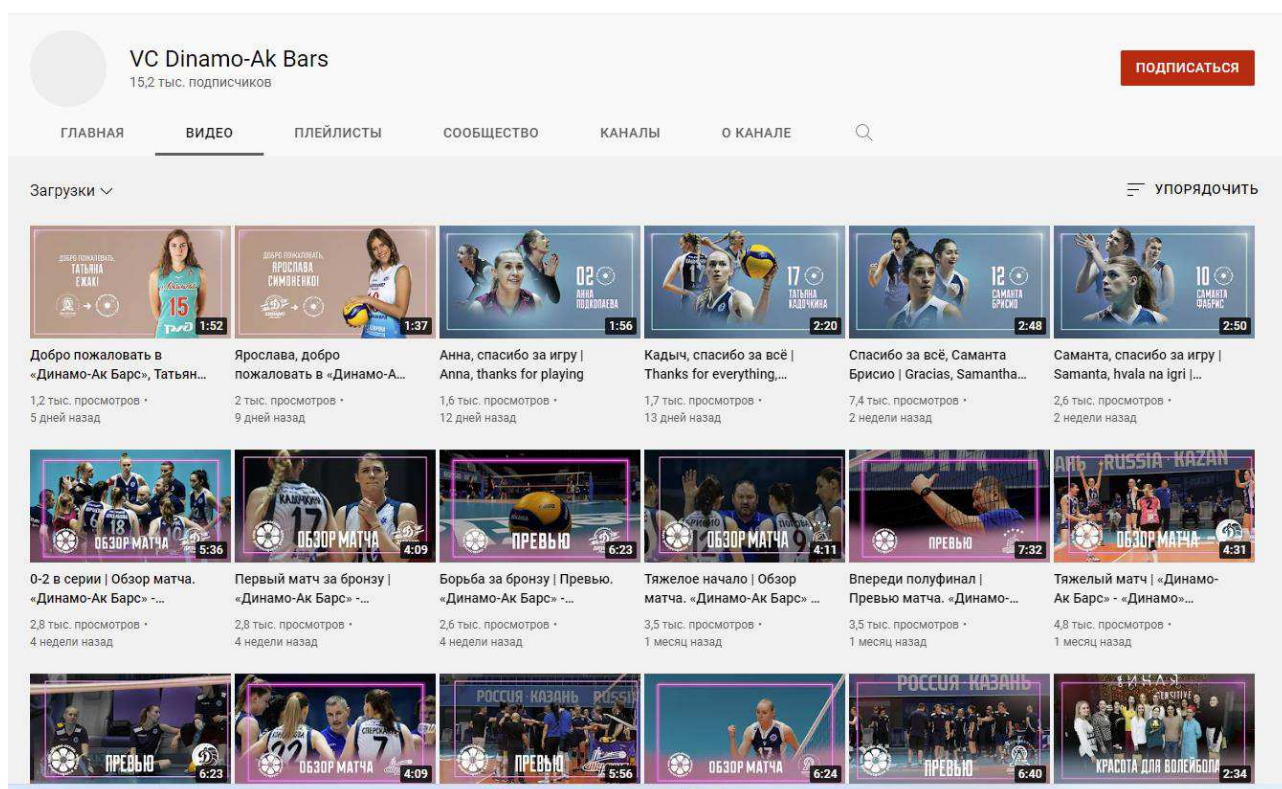 VC Dinamo-Ak Bars
15,2 тыс. подписчиков
ПОДПИСАТЬСЯ
ГЛАВНАЯ ВИДЕО ПЛЕЙЛИСТЫ СООБЩЕСТВО КАНАЛЫ О КАНАЛЕ
Загрузки
УПОРЯДОЧИТЬ
ДОБРО ПОЖАЛОВАТЬ,
ТАТЬЯНА
ЕЖАК!
15
РЖД
1:52
ДОБРО ПОЖАЛОВАТЬ,
ЯРОСЛАВА
СИМОНЕНКО!
1:37
02
АННА
ПОДКОПАЕВА
1:56
17
ТАТЬЯНА
КАДОЧКИНА
2:20
12
САМАНТА
БРИСИО
2:48
10
САМАНТА
ФАБРИС
2:50
Добро пожаловать в
«Динамо-Ак Барс», Татьян...
1,2 тыс. просмотров •
5 дней назад
Ярослава, добро
пожаловать в «Динамо-А...
2 тыс. просмотров •
9 дней назад
Анна, спасибо за игру |
Anna, thanks for playing
1,6 тыс. просмотров •
12 дней назад
Кадыч, спасибо за всё |
Thanks for everything,...
1,7 тыс. просмотров •
13 дней назад
Спасибо за всё, Саманта
Брисио | Gracias, Samantha...
7,4 тыс. просмотров •
2 недели назад
Саманта, спасибо за игру |
Samanta, hvala na igri |...
2,6 тыс. просмотров •
2 недели назад
18
ОБЗОР МАТЧА
5:36
КАДОЧКИНА
17
ОБЗОР МАТЧА
4:09
ПРЕВЬЮ
6:23
ОБЗОР МАТЧА
4:11
ПРЕВЬЮ
7:32
RUSSIA - KAZAN
ОБЗОР МАТЧА
4:31
0-2 в серии | Обзор матча.
«Динамо-Ак Барс» -...
2,8 тыс. просмотров •
4 недели назад
Первый матч за бронзу |
«Динамо-Ак Барс» -...
2,8 тыс. просмотров •
4 недели назад
Борьба за бронзу | Превью.
«Динамо-Ак Барс» -...
2,6 тыс. просмотров •
4 недели назад
Тяжелое начало | Обзор
матча. «Динамо-Ак Барс» ...
3,5 тыс. просмотров •
1 месяц назад
Впереди полуфинал |
Превью матча. «Динамо-...
3,5 тыс. просмотров •
1 месяц назад
Тяжелый матч | «Динамо-
Ак Барс» - «Динамо»...
4,8 тыс. просмотров •
1 месяц назад
ПРЕВЬЮ
6:23
22
7
ОБЗОР МАТЧА
4:09
РОССИЯ - КАЗАНЬ
ПРЕВЬЮ
5:56
ОБЗОР МАТЧА
6:24
РОССИЯ - КАЗАНЬ
ПРЕВЬЮ
6:40
SENSITIVE
КРАСОТА ДЛЯ ВОЛЕЙБОЛА
2:34